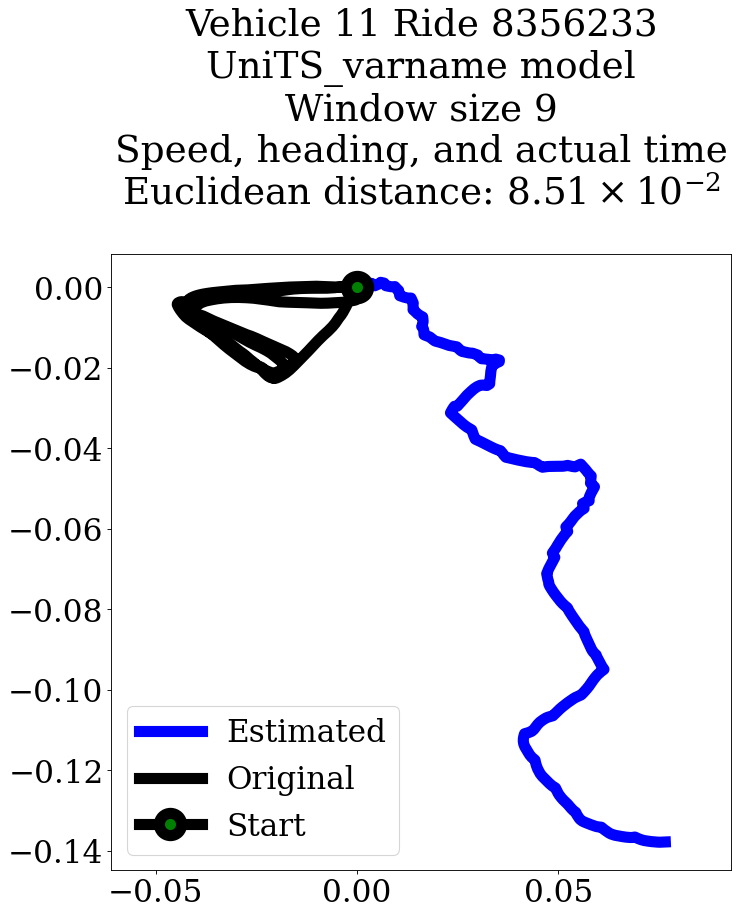 Vehicle 11 Ride 8356233
UniTS_varname model
Window size 9
Speed, heading, and actual time
Euclidean distance: 8.51 × 10⁻²
0.00
−0.02
−0.04
−0.06
−0.08
−0.10
−0.12
−0.14
Estimated
Original
Start
−0.05
0.00
0.05